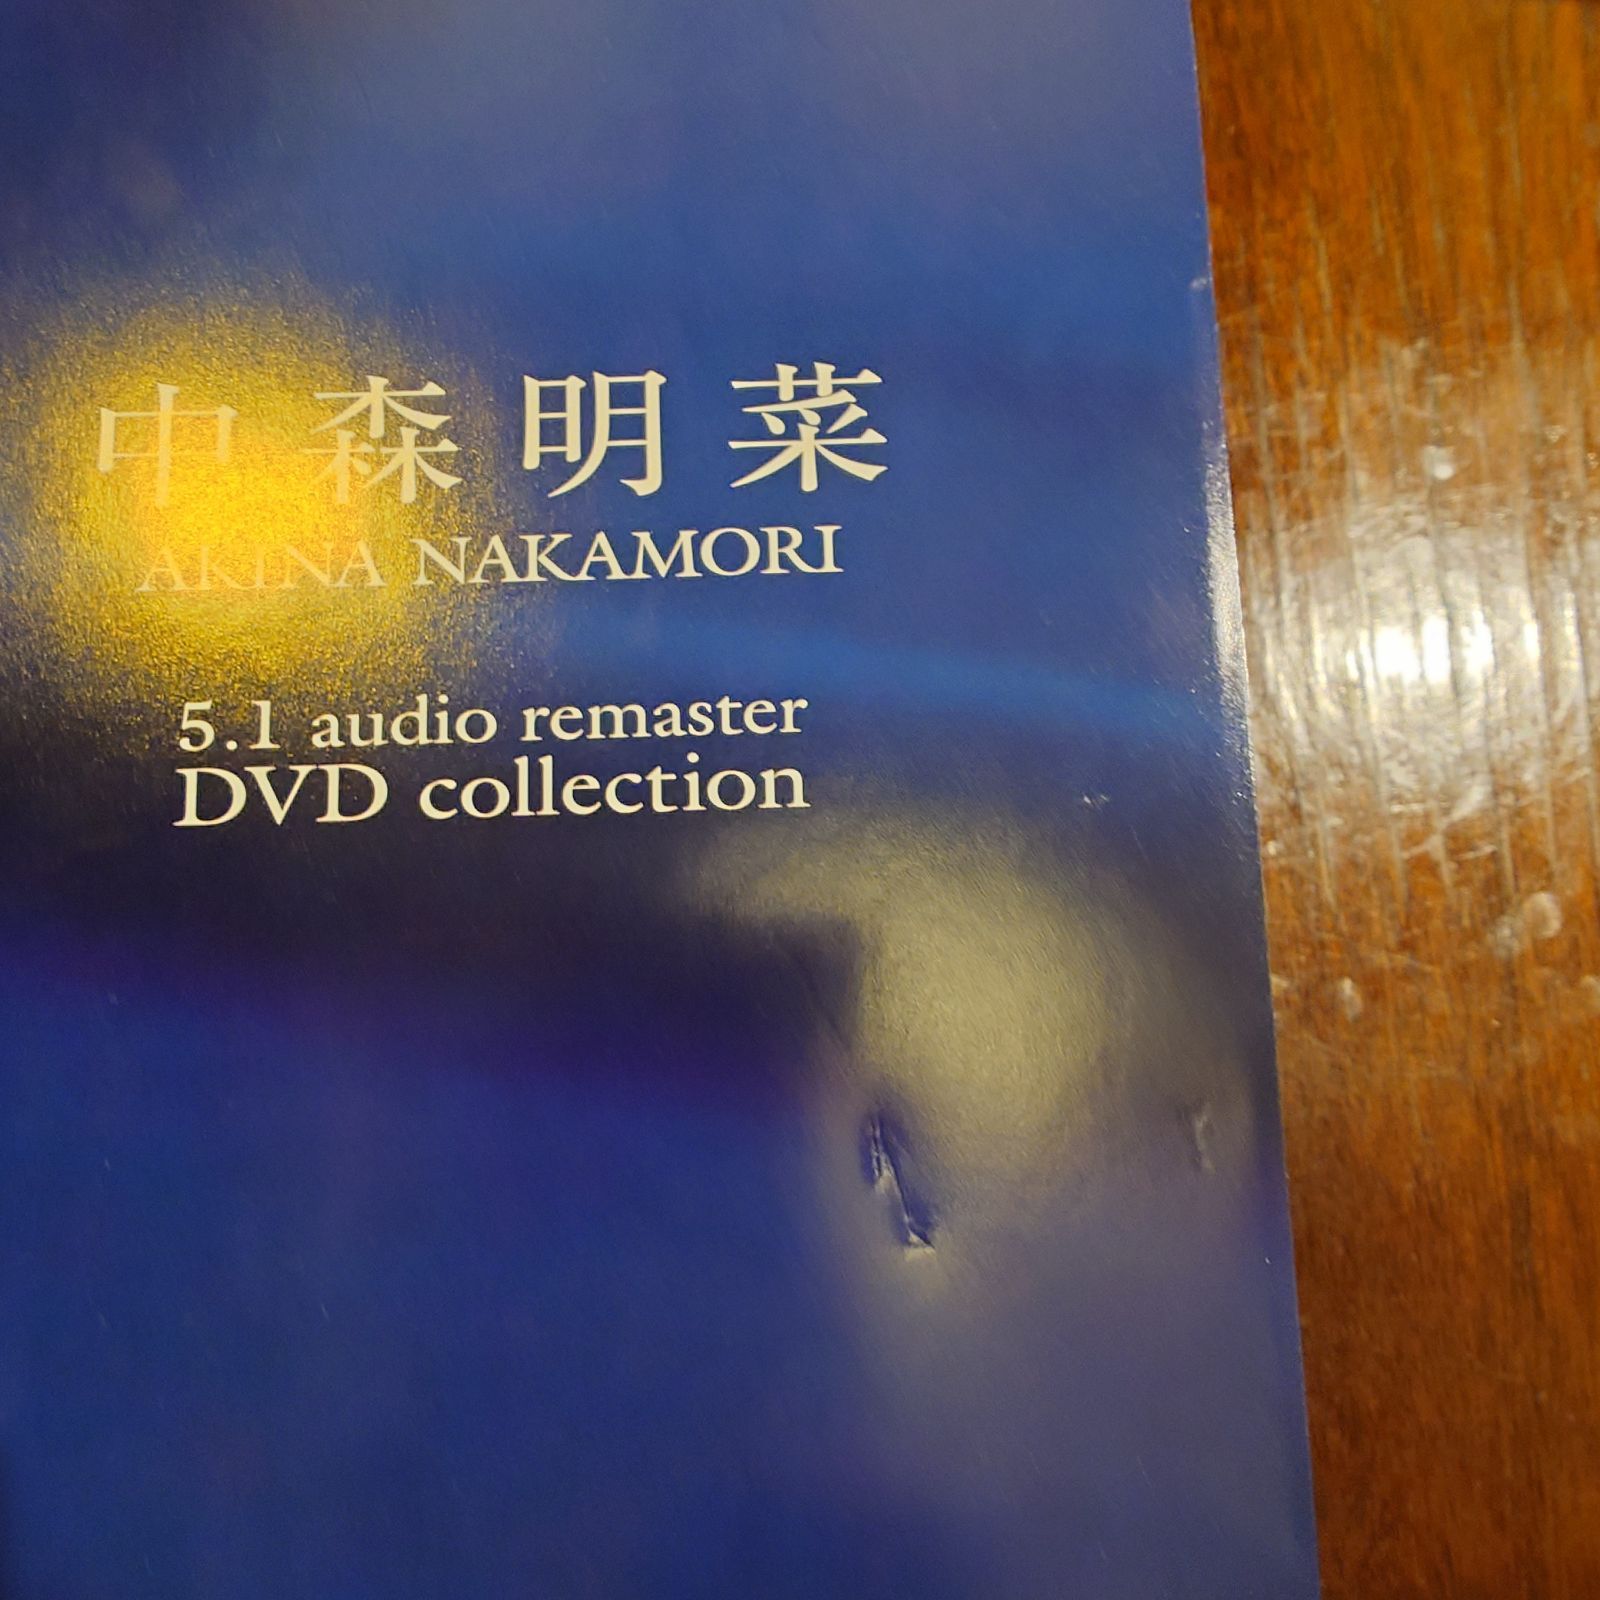 中森明菜
AKINA NAKAMORI
5.1 audio remaster
DVD collection